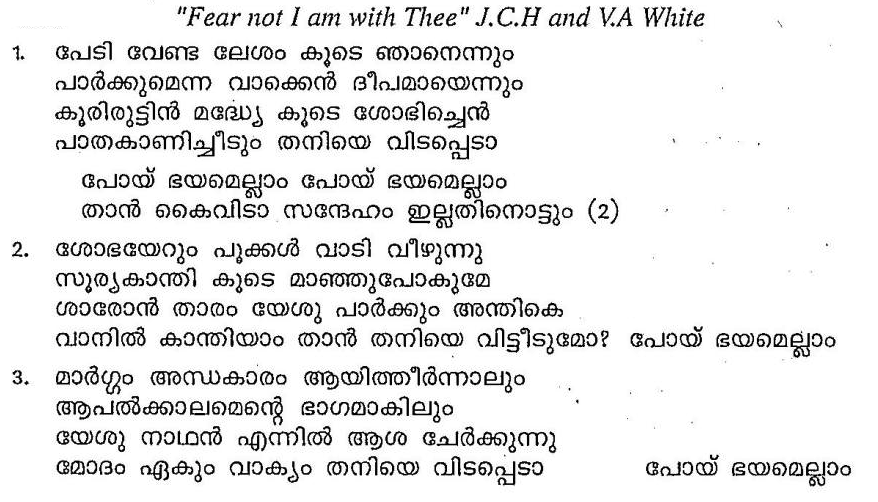 "Fear not I am with Thee" J.C.H and V.A White
1. പേടി വേണ്ട ലേശം കൂടെ ഞാനെന്നും
പാർക്കുമെന്ന വാക്കെൻ ദീപമായെന്നും
കൂരിരുട്ടിൻ മദ്ധ്യേ കൂടെ ശോഭിച്ചെൻ
പാതകാണിച്ചീടും തനിയെ വിടപ്പെടാ
പോയ് ഭയമെല്ലാം പോയ് ഭയമെല്ലാം
താൻ കൈവിടാ സന്ദേഹം ഇല്ലതിനൊട്ടും (2)
2. ശോഭയേറും പൂക്കൾ വാടി വീഴുന്നു
സൂര്യകാന്തി കൂടെ മാഞ്ഞുപോകുമേ
ശാരോൻ താരം യേശു പാർക്കും അന്തികെ
വാനിൽ കാന്തിയാം താൻ തനിയെ വിട്ടീടുമോ? പോയ് ഭയമെല്ലാം
3. മാർഗ്ഗം അന്ധകാരം ആയിത്തീർന്നാലും
ആപൽക്കാലമെന്റെ ഭാഗമാകിലും
യേശു നാഥൻ എന്നിൽ ആശ ചേർക്കുന്നു
മോദം ഏകും വാക്യം തനിയെ വിടപ്പെടാ പോയ് ഭയമെല്ലാം